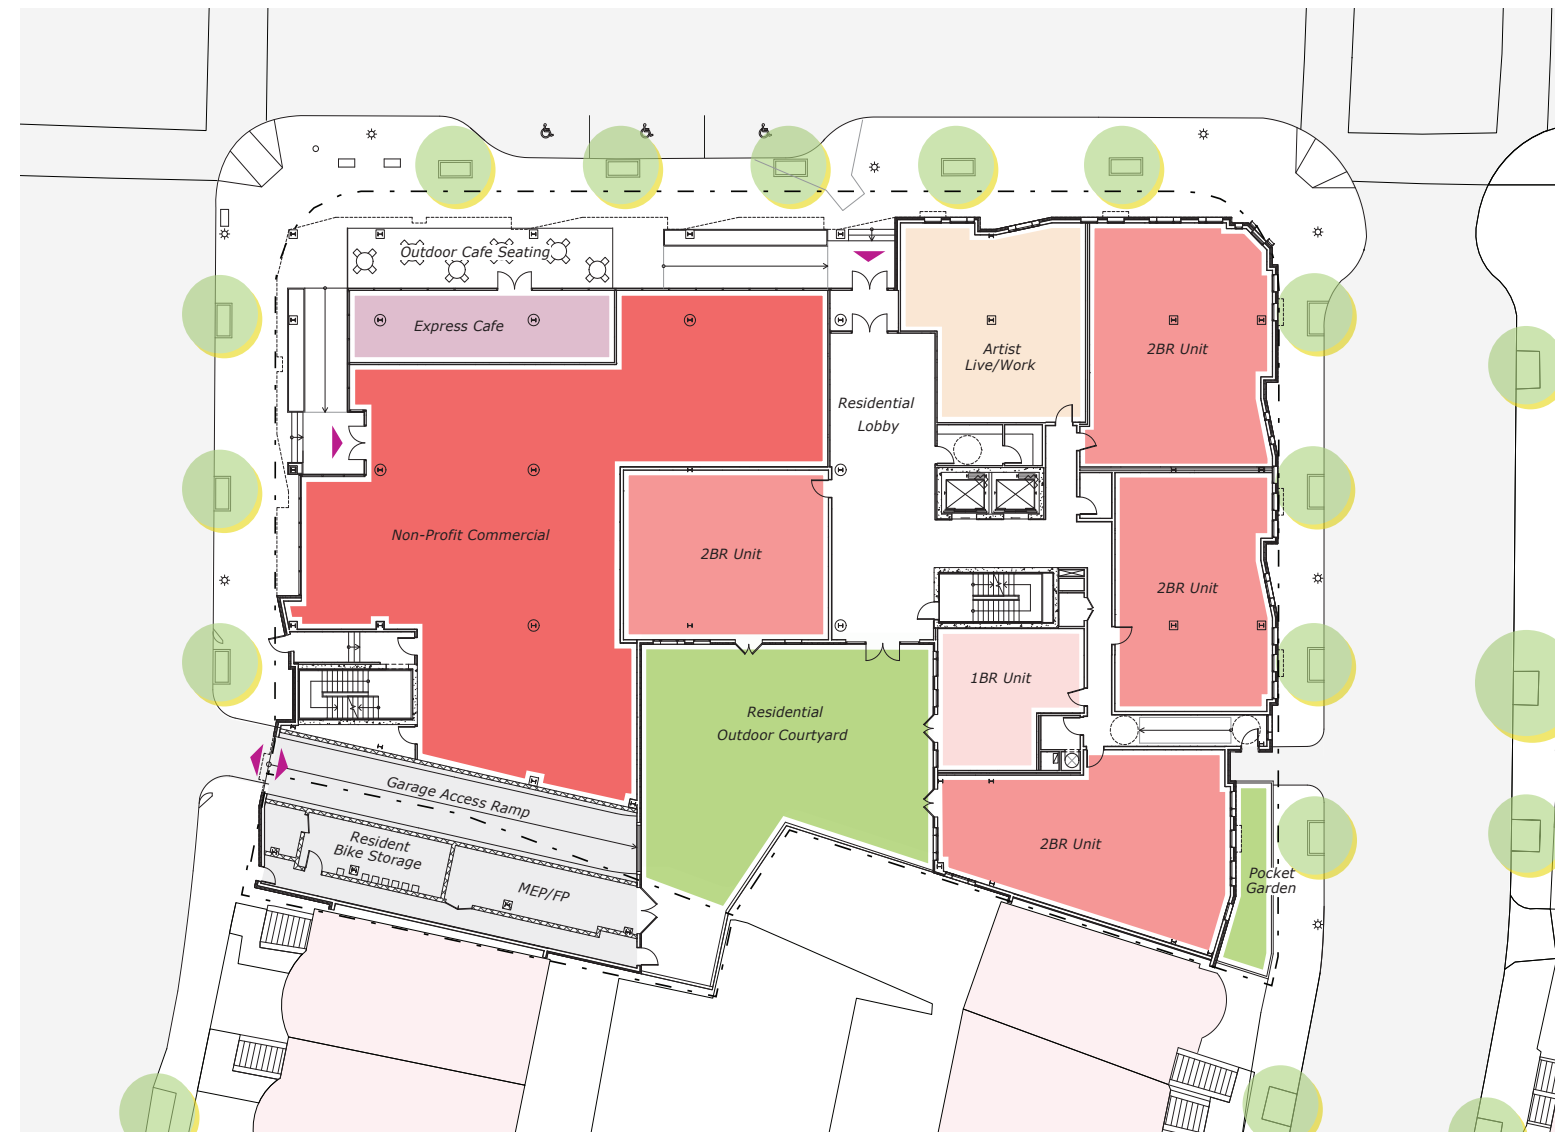 Outdoor Cafe Seating
Express Cafe
Artist
Live/Work
2BR Unit
Residential
Lobby
Non-Profit Commercial
2BR Unit
2BR Unit
1BR Unit
Residential
Outdoor Courtyard
Garage Access Ramp
Resident
Bike Storage
MEP/FP
2BR Unit
Pocket
Garden